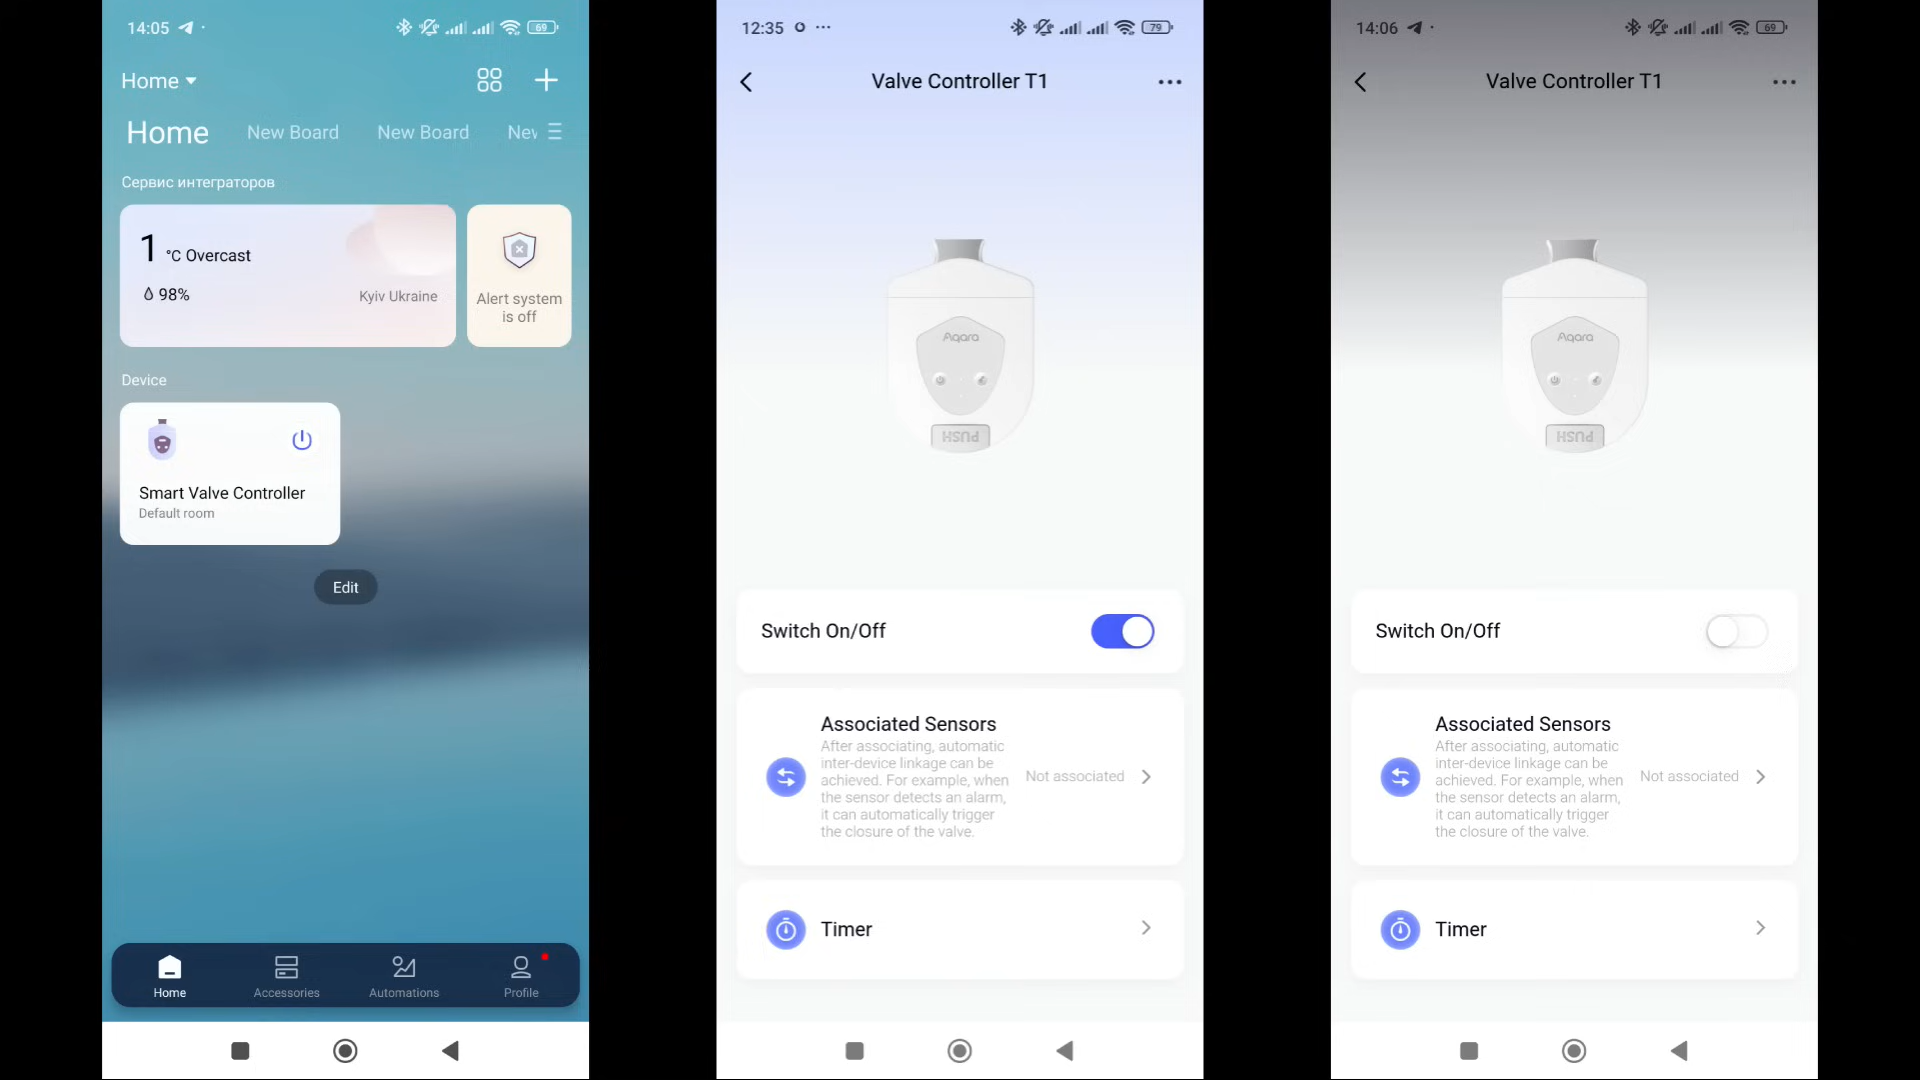 14:05
69
Home
Home
New Board
New Board
Nev
Сервис интеграторов
1 °C Overcast
98%
Kyiv Ukraine
Alert system
is off
Device
Smart Valve Controller
Default room
Edit
Home
Accessories
Automations
Profile
12:35
79
Valve Controller T1
Aqara
PUSH
Switch On/Off
Associated Sensors
After associating, automatic
inter-device linkage can be
achieved. For example, when
the sensor detects an alarm,
it can automatically trigger
the closure of the valve.
Not associated
Timer
14:06
69
Valve Controller T1
Aqara
PUSH
Switch On/Off
Associated Sensors
After associating, automatic
inter-device linkage can be
achieved. For example, when
the sensor detects an alarm,
it can automatically trigger
the closure of the valve.
Not associated
Timer